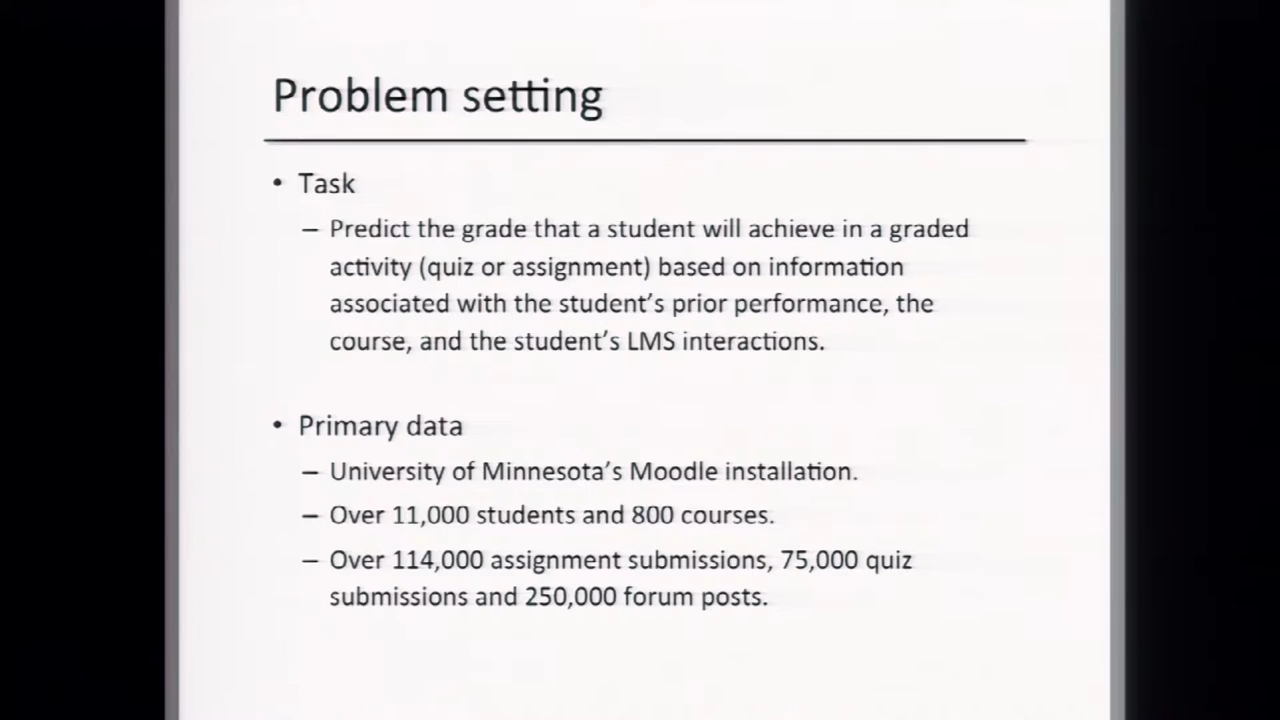 Problem setting
• Task
– Predict the grade that a student will achieve in a graded
activity (quiz or assignment) based on information
associated with the student’s prior performance, the
course, and the student’s LMS interactions.
• Primary data
– University of Minnesota’s Moodle installation.
– Over 11,000 students and 800 courses.
– Over 114,000 assignment submissions, 75,000 quiz
submissions and 250,000 forum posts.